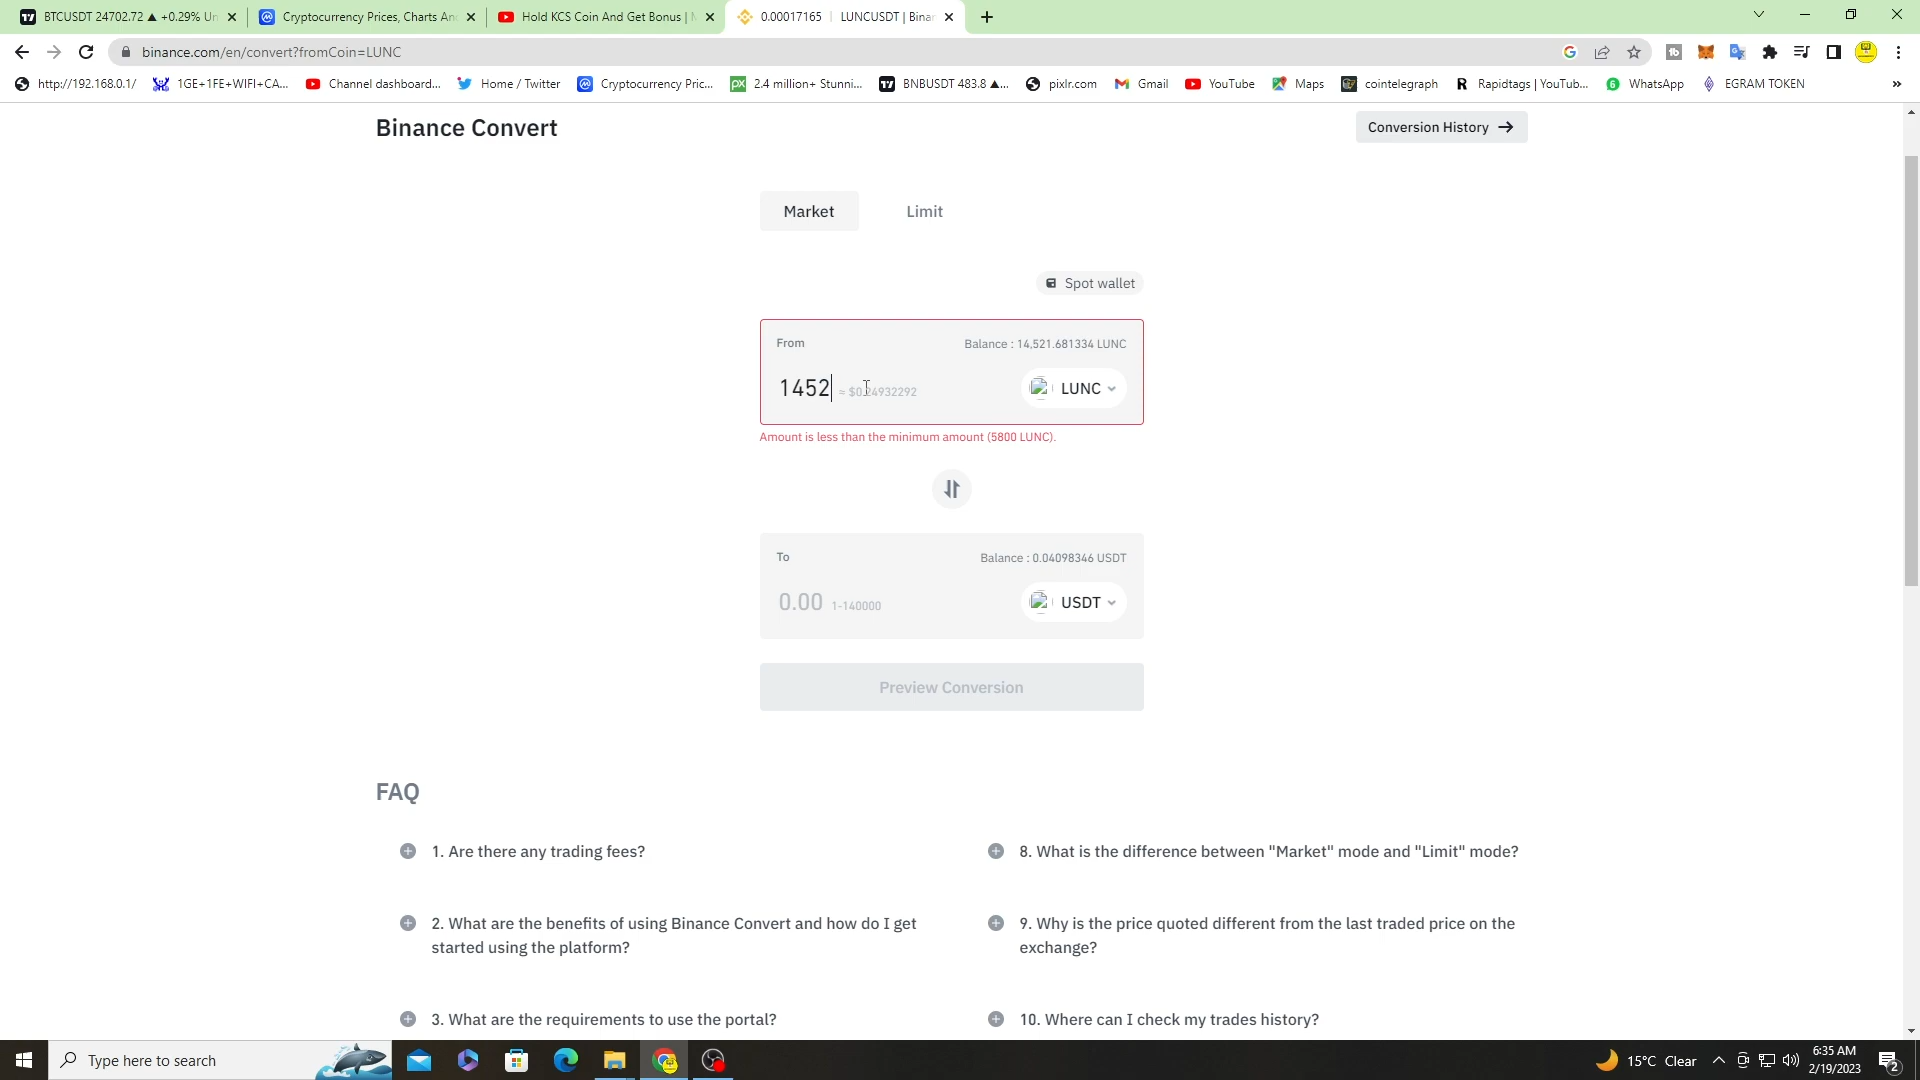 BTCUSDT 24702.72 ▲ +0.29% Un
Cryptocurrency Prices, Charts An
Hold KCS Coin And Get Bonus |
0.00017165 | LUNCUSDT | Binan
binance.com/en/convert?fromCoin=LUNC
http://192.168.0.1/
1GE+1FE+WIFI+CA...
Channel dashboard...
Home / Twitter
Cryptocurrency Pric...
2.4 million+ Stunni...
BNBUSDT 483.8 ▲...
pixlr.com
Gmail
YouTube
Maps
cointelegraph
Rapidtags | YouTub...
WhatsApp
EGRAM TOKEN
»
Binance Convert
Conversion History →
Market
Limit
Spot wallet
From
Balance : 14,521.681334 LUNC
1452 ≈ $0.24932292
LUNC
Amount is less than the minimum amount (5800 LUNC).
To
Balance : 0.04098346 USDT
0.00 1-140000
USDT
Preview Conversion
FAQ
1. Are there any trading fees?
8. What is the difference between "Market" mode and "Limit" mode?
2. What are the benefits of using Binance Convert and how do I get
started using the platform?
9. Why is the price quoted different from the last traded price on the
exchange?
3. What are the requirements to use the portal?
10. Where can I check my trades history?
Type here to search
15°C Clear
6:35 AM
2/19/2023
2